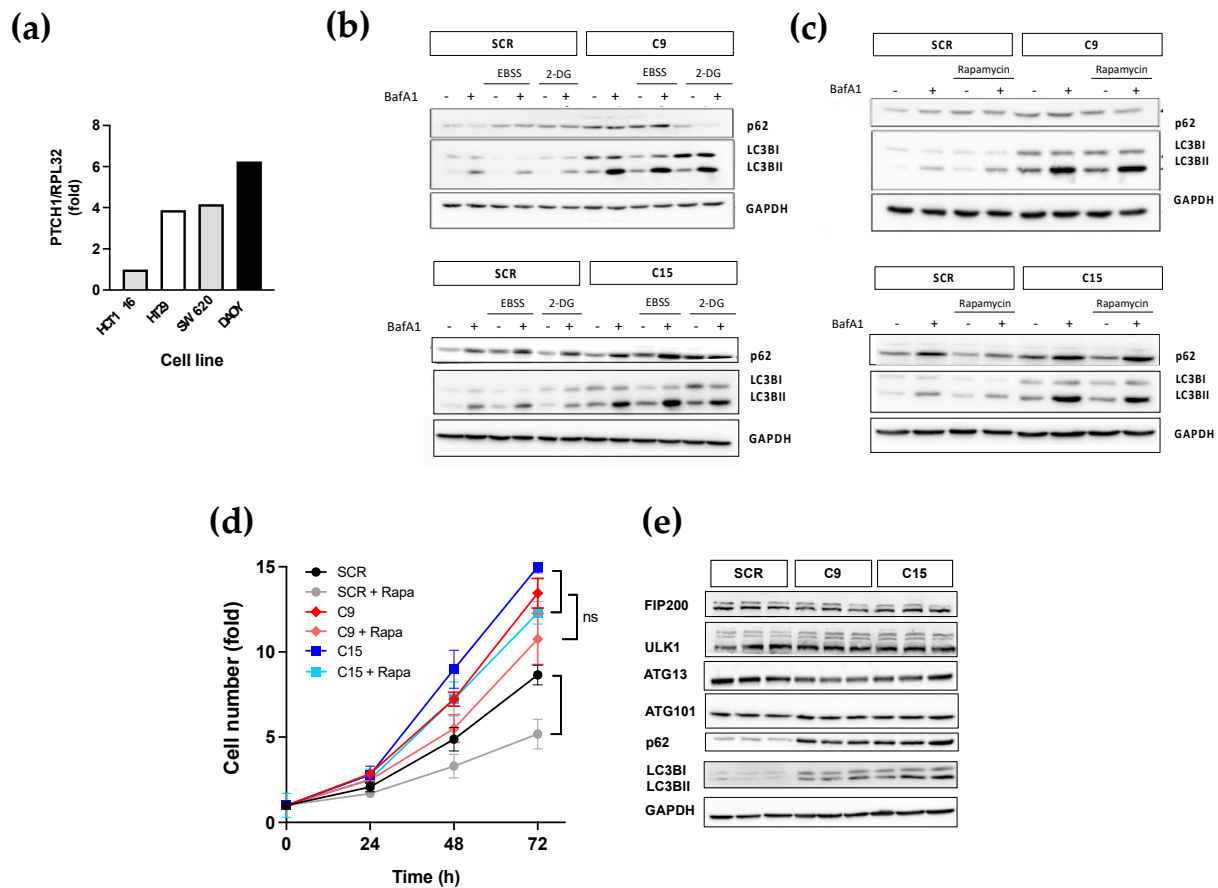 (a)
PTCH1/RPL32
(fold)
8
6
4
2
0
HCT1 16
HT29
SW 620
DAOY
Cell line
(b)
SCR
C9
EBSS
2-DG
EBSS
2-DG
BafA1
- + - + - + - + - + - +
p62
LC3BI
LC3BII
GAPDH
SCR
C15
EBSS
2-DG
EBSS
2-DG
BafA1
- + - + - + - + - + - +
p62
LC3BI
LC3BII
GAPDH
(c)
SCR
C9
Rapamycin
Rapamycin
BafA1
- + - + - + - +
p62
LC3BI
LC3BII
GAPDH
SCR
C15
Rapamycin
Rapamycin
BafA1
- + - + - + - +
p62
LC3BI
LC3BII
GAPDH
(d)
Cell number (fold)
15
10
5
0
SCR
SCR + Rapa
C9
C9 + Rapa
C15
C15 + Rapa
ns
0 24 48 72
Time (h)
(e)
SCR
C9
C15
FIP200
ULK1
ATG13
ATG101
p62
LC3BI
LC3BII
GAPDH